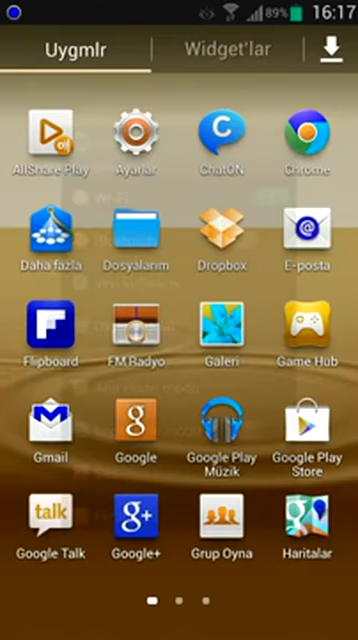 89% 16:17
Uygmlr Widget'lar
AllShare Play Ayarlar ChatON Chrome
Daha fazla Dosyalarım Dropbox E-posta
Flipboard FM Radyo Galeri Game Hub
Gmail Google Google Play Müzik Google Play Store
talk
Google Talk Google+ Grup Oyna Haritalar